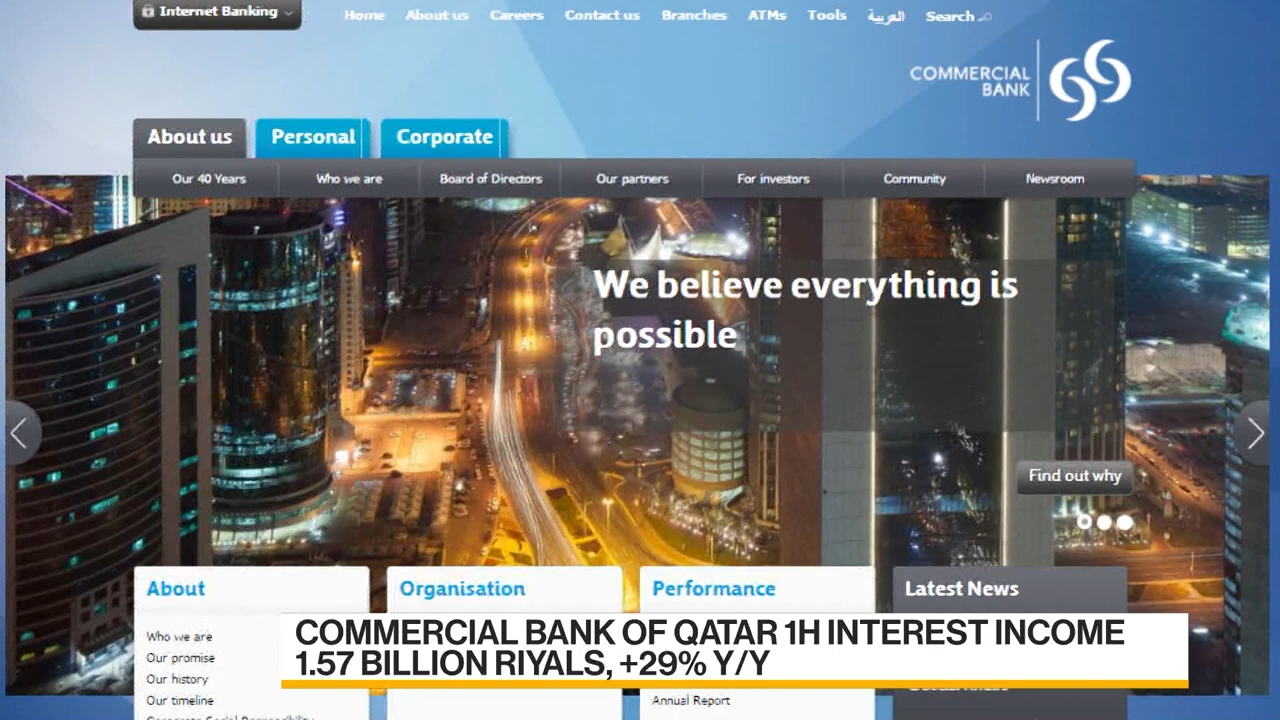 Internet Banking
Home About us Careers Contact us Branches ATMs Tools العربية Search
COMMERCIAL
BANK
About us Personal Corporate
Our 40 Years Who we are Board of Directors Our partners For investors Community Newsroom
We believe everything is
possible
Find out why
About Organisation Performance Latest News
Who we are
Our promise
Our history
Our timeline
COMMERCIAL BANK OF QATAR 1H INTEREST INCOME
1.57 BILLION RIYALS, +29% Y/Y
Annual Report